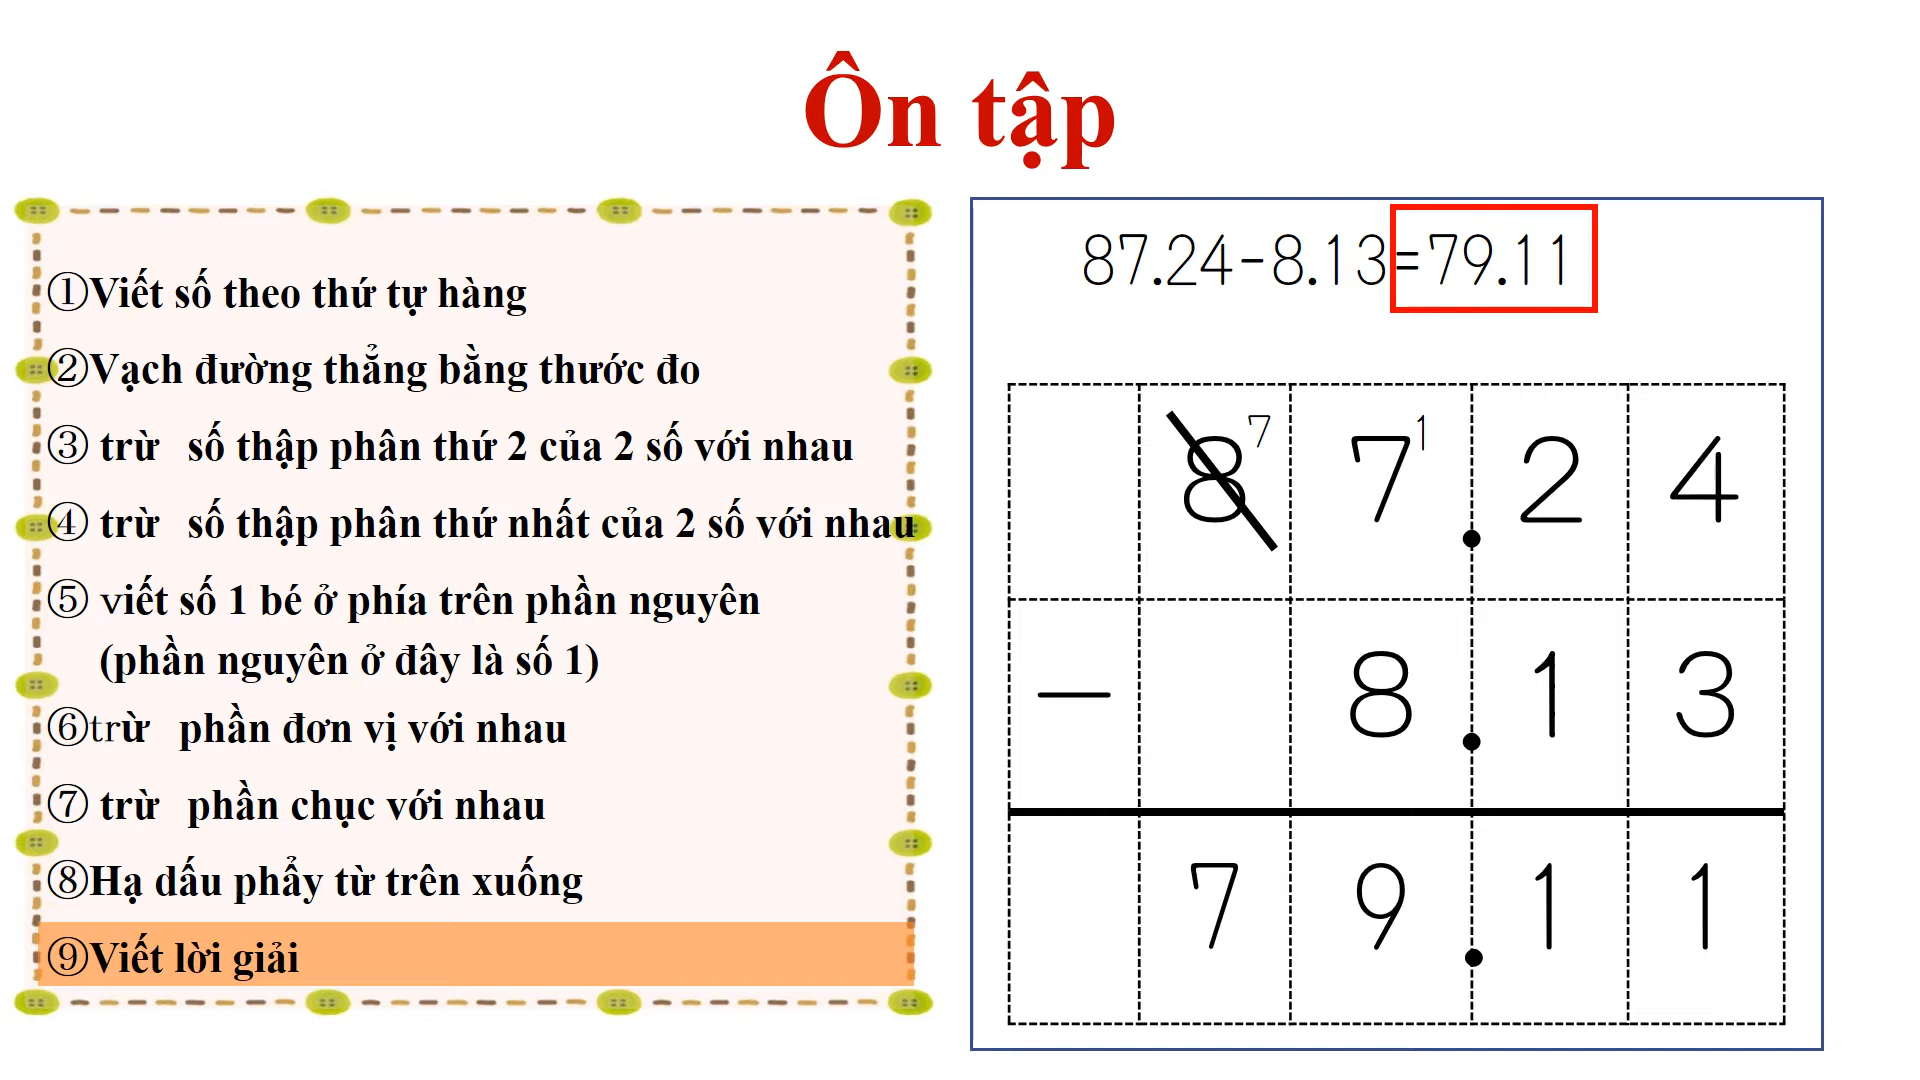 Ôn tập
①Viết số theo thứ tự hàng
②Vạch đường thẳng bằng thước đo
③ trừ số thập phân thứ 2 của 2 số với nhau
④ trừ số thập phân thứ nhất của 2 số với nhau
⑤ viết số 1 bé ở phía trên phần nguyên
(phần nguyên ở đây là số 1)
⑥trừ phần đơn vị với nhau
⑦ trừ phần chục với nhau
⑧Hạ dấu phẩy từ trên xuống
⑨Viết lời giải
87.24-8.13=79.11
8 7 7 1 . 2 4
- 8 . 1 3
7 9 . 1 1